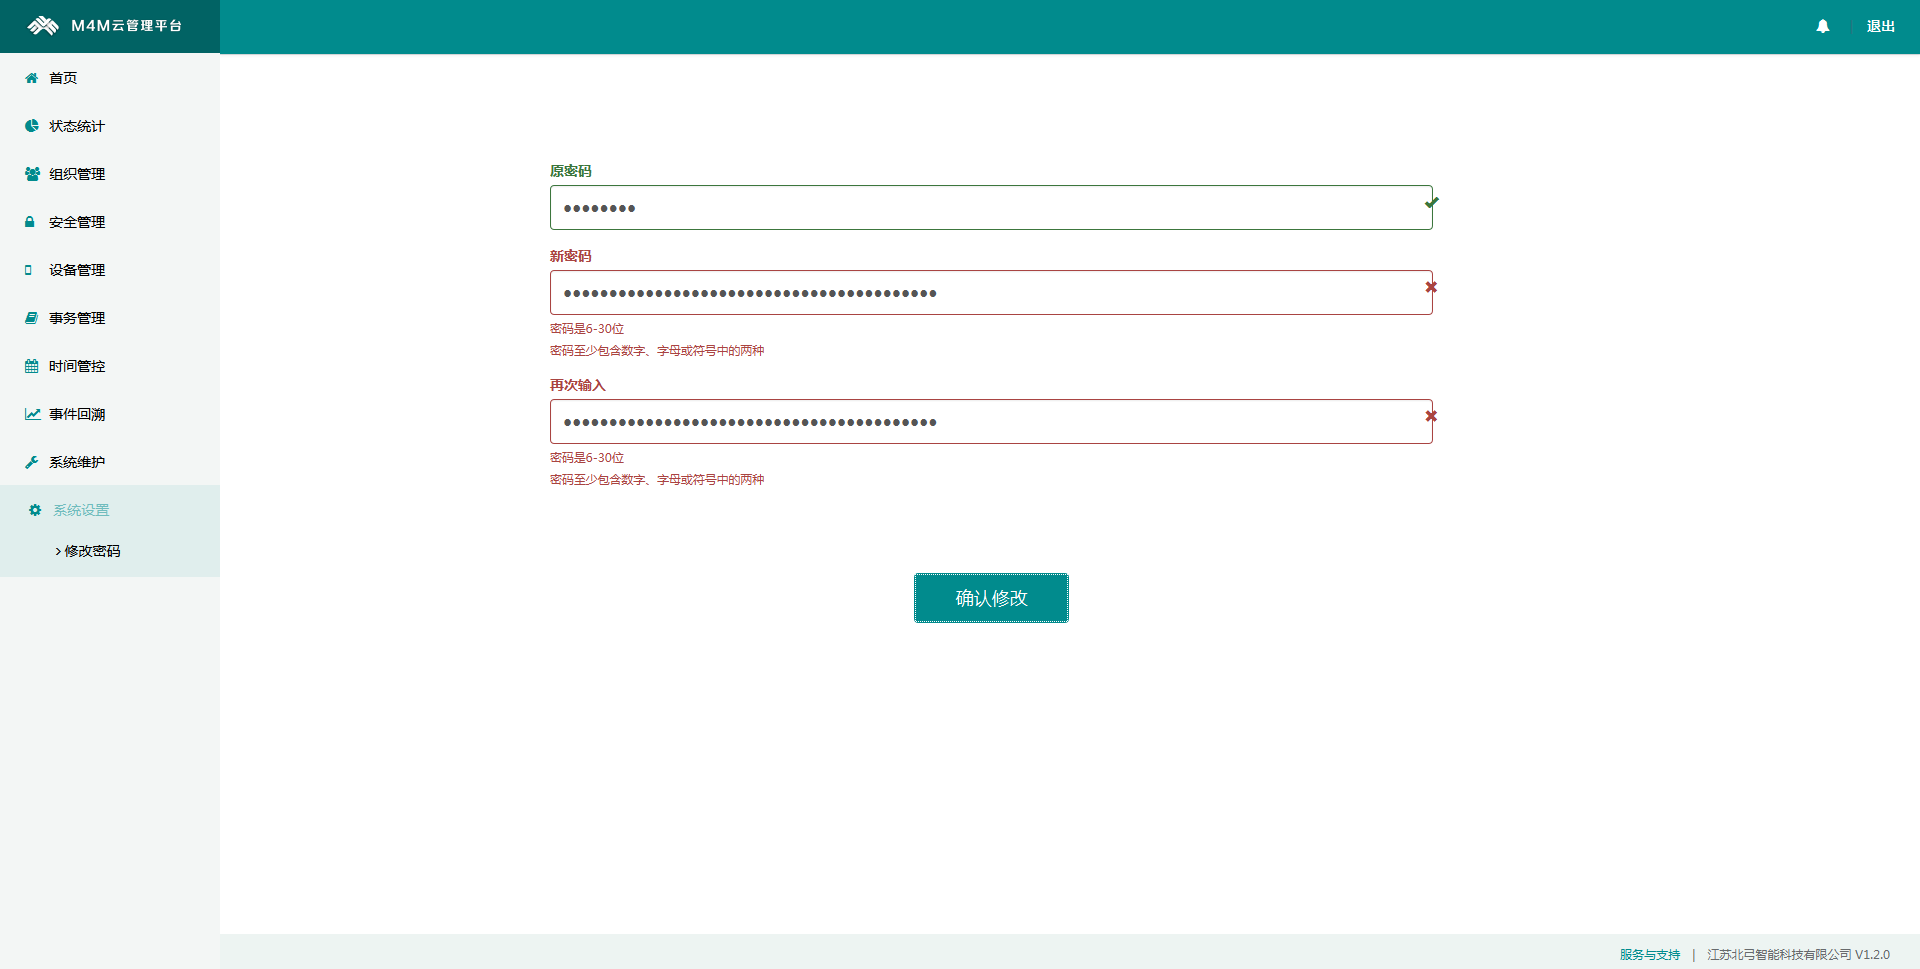 M4M云管理平台
退出
首页
状态统计
组织管理
安全管理
设备管理
事务管理
时间管控
事件回溯
系统维护
系统设置
修改密码
原密码
••••••••
新密码
•••••••••••••••••••••••••••••••••••••••••
密码是6-30位
密码至少包含数字、字母或符号中的两种
再次输入
•••••••••••••••••••••••••••••••••••••••••
密码是6-30位
密码至少包含数字、字母或符号中的两种
确认修改
服务与支持 | 江苏北弓智能科技有限公司 V1.2.0